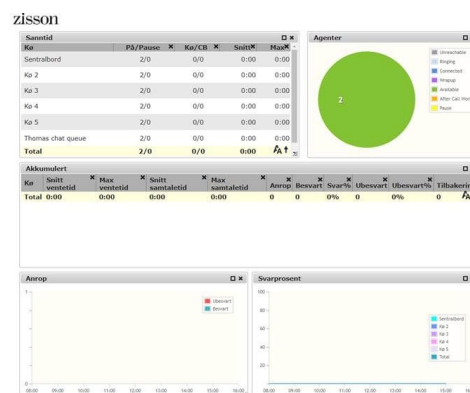 zisson
Sanntid
Kø På/Pause Kø/CB Snitt Max
Sentralbord 2/0 0/0 0:00 0:00
Kø 2 2/0 0/0 0:00 0:00
Kø 3 2/0 0/0 0:00 0:00
Kø 4 2/0 0/0 0:00 0:00
Kø 5 2/0 0/0 0:00 0:00
Thomas chat queue 2/0 0/0 0:00 0:00
Total 2/0 0/0 0:00
Agenter
2
Unreachable
Ringing
Connected
Wrapup
Available
After Call Wor
Pause
Akkumulert
Kø Snitt ventetid Max ventetid Snitt samtaletid Max samtaletid Anrop Besvart Svar% Ubesvart Ubesvart% Tilbakerin
Total 0:00 0:00 0:00 0:00 0 0 0% 0 0% 0
Anrop
1
Ubesvart
Besvart
0
08:00 09:00 10:00 11:00 12:00 13:00 14:00 15:00 16:00
Svarprosent
100
80
60
40
20
Sentralbord
Kø 2
Kø 3
Kø 4
Kø 5
Total
08:00 09:00 10:00 11:00 12:00 13:00 14:00 15:00 16